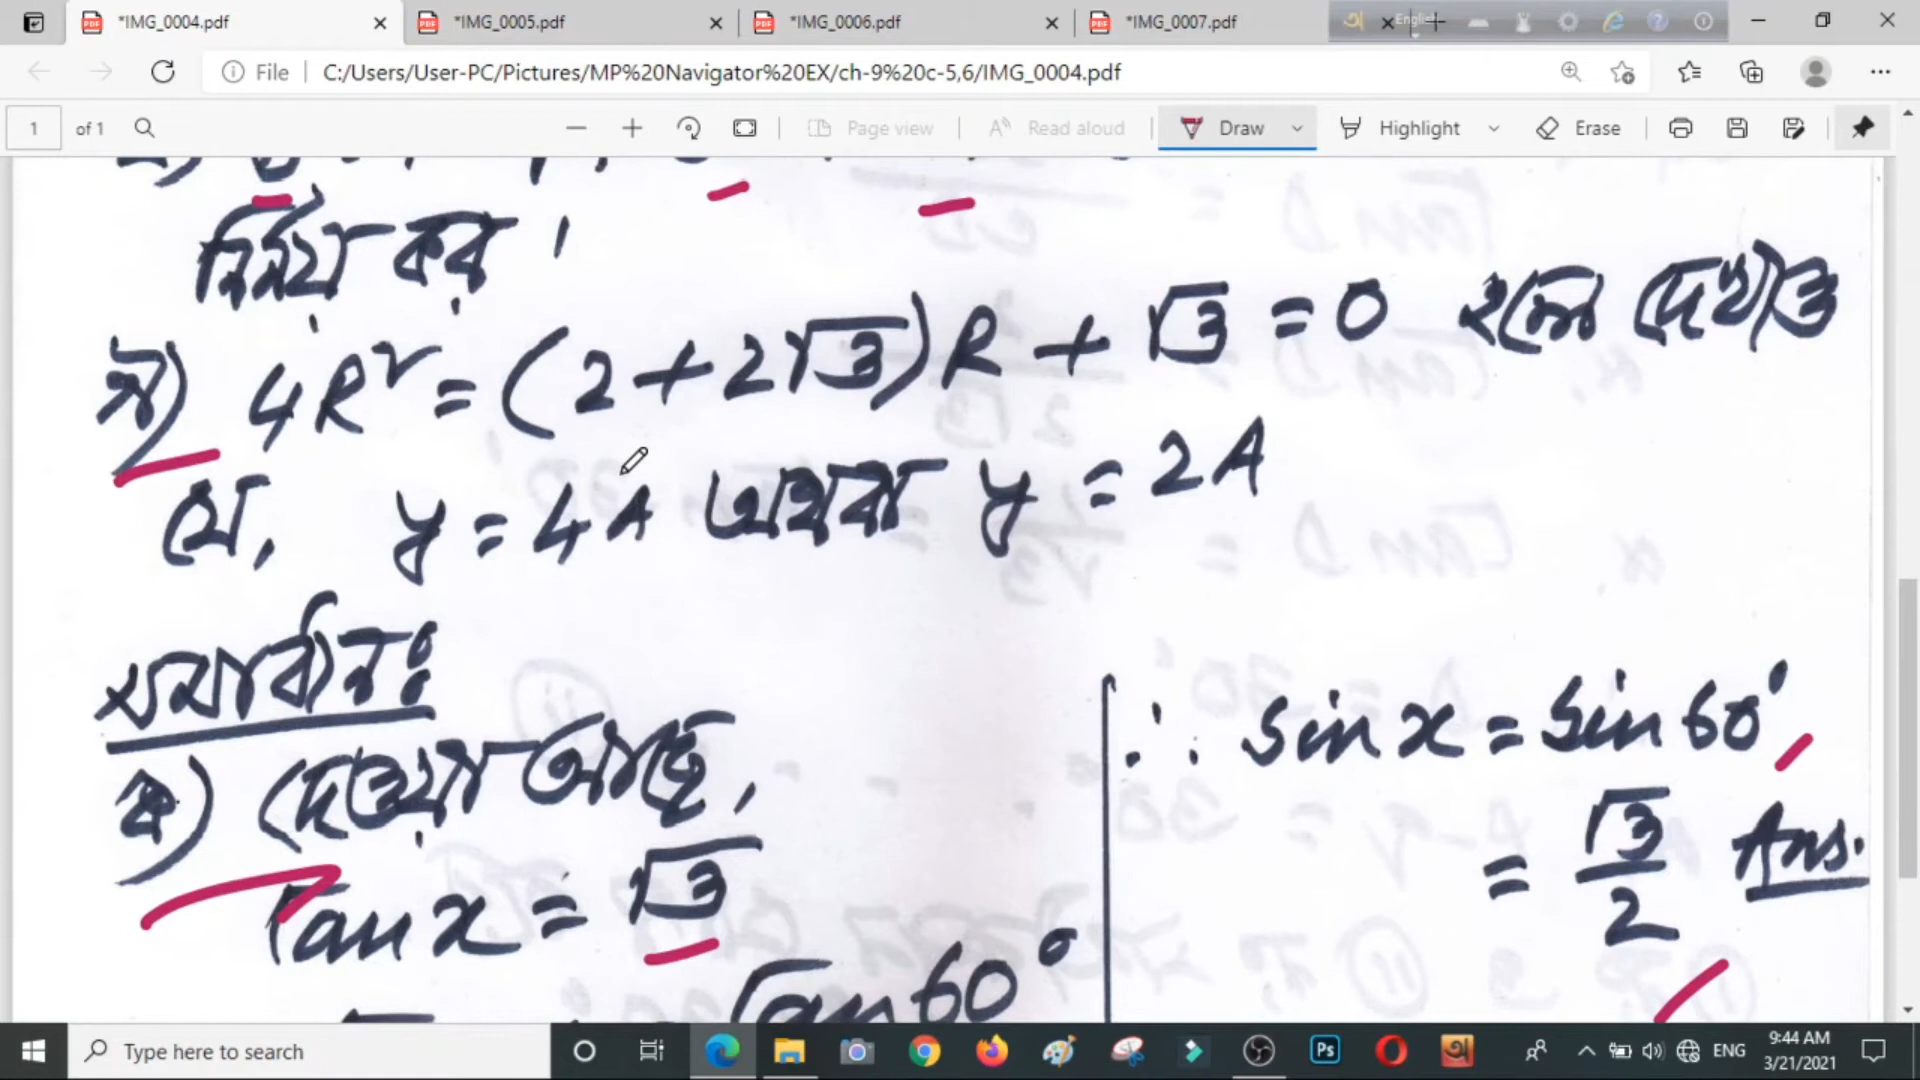 *IMG_0004.pdf
*IMG_0005.pdf
*IMG_0006.pdf
*IMG_0007.pdf
English
File
C:/Users/User-PC/Pictures/MP%20Navigator%20EX/ch-9%20c-5,6/IMG_0004.pdf
1 of 1
Page view
Read aloud
Draw
Highlight
Erase
নির্ণয় কর।
গ) 4R² = (2+2√3)R + √3 = 0 হলে দেখাও
যে, y = 4A অথবা y = 2A
সমাধানঃ
ক) দেওয়া আছে,
Tan x = √3
Tan 60°
∴ sin x = sin 60°
= √3/2 Ans.
Type here to search
ENG
9:44 AM
3/21/2021